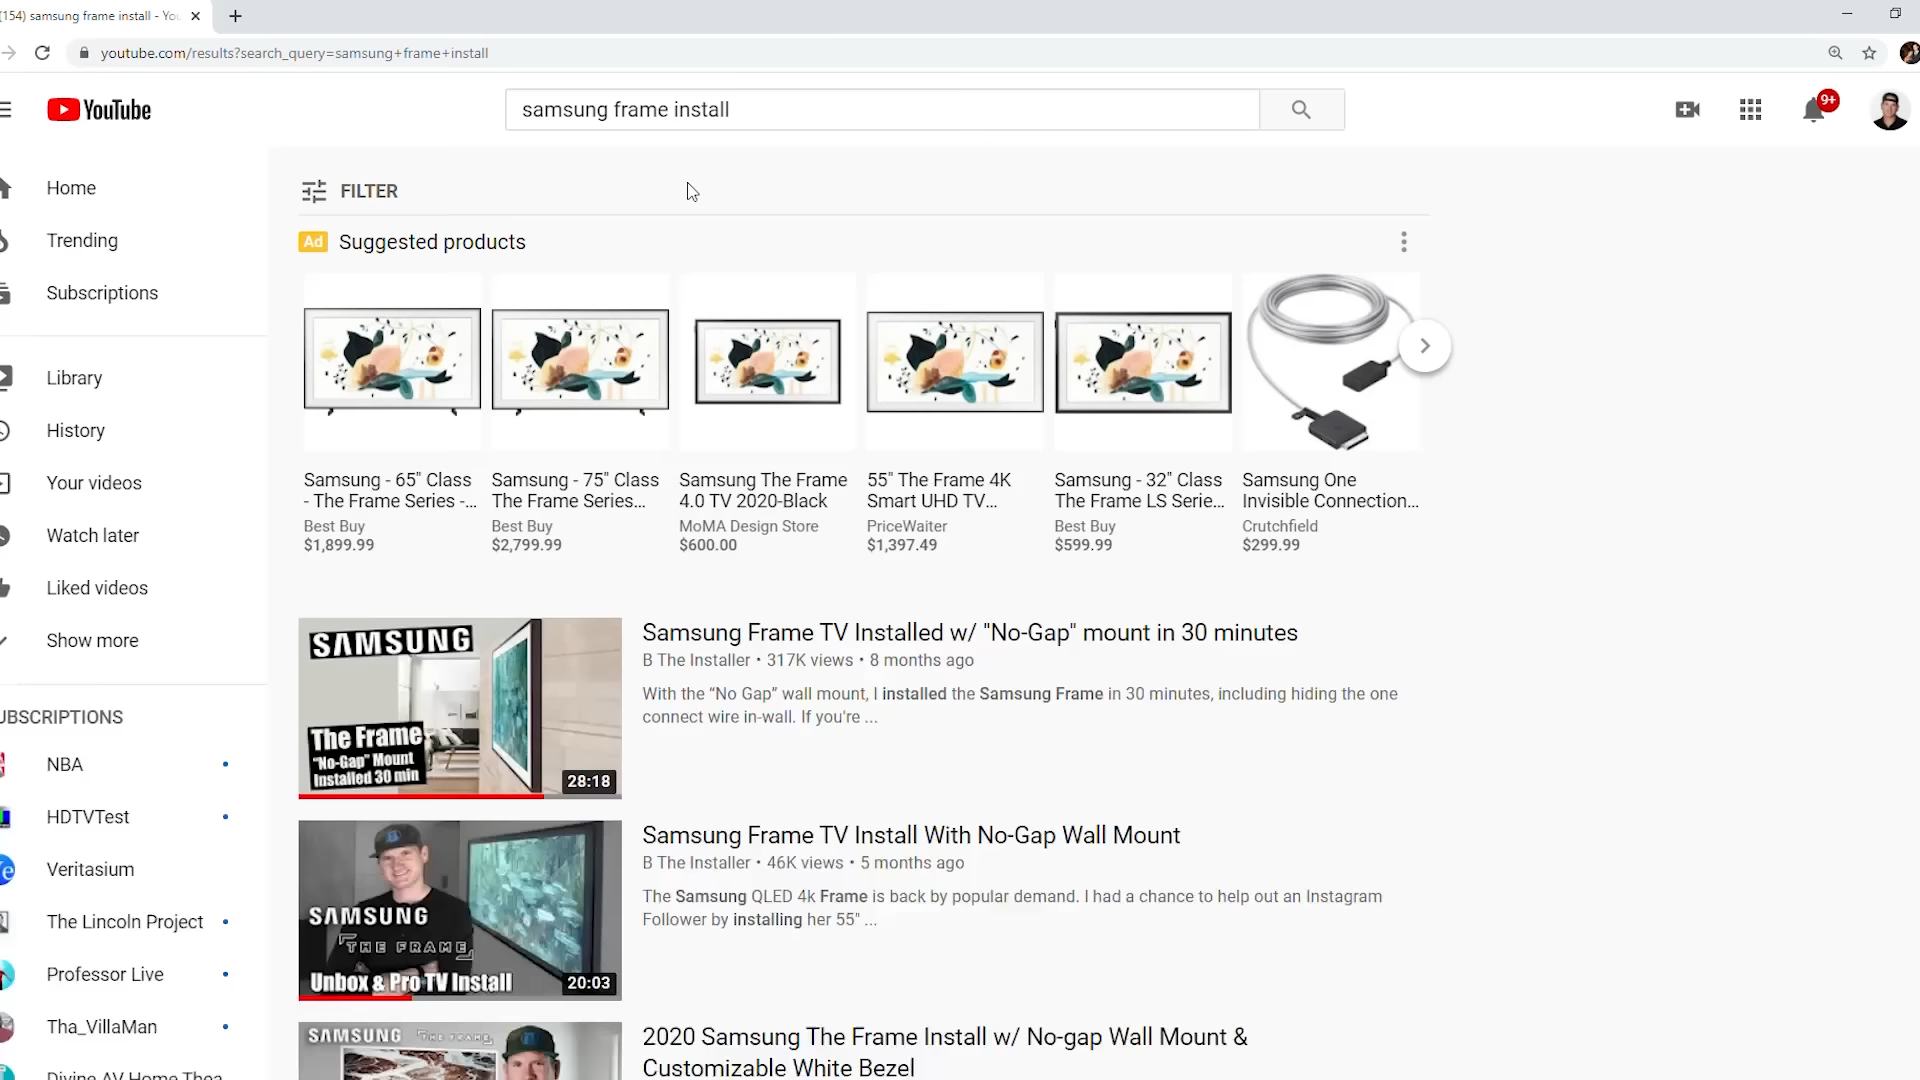 (154) samsung frame install - You
youtube.com/results?search_query=samsung+frame+install
YouTube
samsung frame install
9+
Home
Trending
Subscriptions
Library
History
Your videos
Watch later
Liked videos
Show more
UBSCRIPTIONS
NBA
HDTVTest
Veritasium
The Lincoln Project
Professor Live
Tha_VillaMan
Divine AV Home Thea
FILTER
Ad Suggested products
Samsung - 65" Class
- The Frame Series -...
Best Buy
$1,899.99
Samsung - 75" Class
The Frame Series...
Best Buy
$2,799.99
Samsung The Frame
4.0 TV 2020-Black
MoMA Design Store
$600.00
55" The Frame 4K
Smart UHD TV...
PriceWaiter
$1,397.49
Samsung - 32" Class
The Frame LS Serie...
Best Buy
$599.99
Samsung One
Invisible Connection...
Crutchfield
$299.99
SAMSUNG
The Frame
"No-Gap" Mount
Installed 30 min
28:18
Samsung Frame TV Installed w/ "No-Gap" mount in 30 minutes
B The Installer • 317K views • 8 months ago
With the “No Gap” wall mount, I installed the Samsung Frame in 30 minutes, including hiding the one
connect wire in-wall. If you're ...
SAMSUNG
THE FRAME
Unbox & Pro TV Install
20:03
Samsung Frame TV Install With No-Gap Wall Mount
B The Installer • 46K views • 5 months ago
The Samsung QLED 4k Frame is back by popular demand. I had a chance to help out an Instagram
Follower by installing her 55" ...
SAMSUNG THE FRAME
2020 Samsung The Frame Install w/ No-gap Wall Mount &
Customizable White Bezel